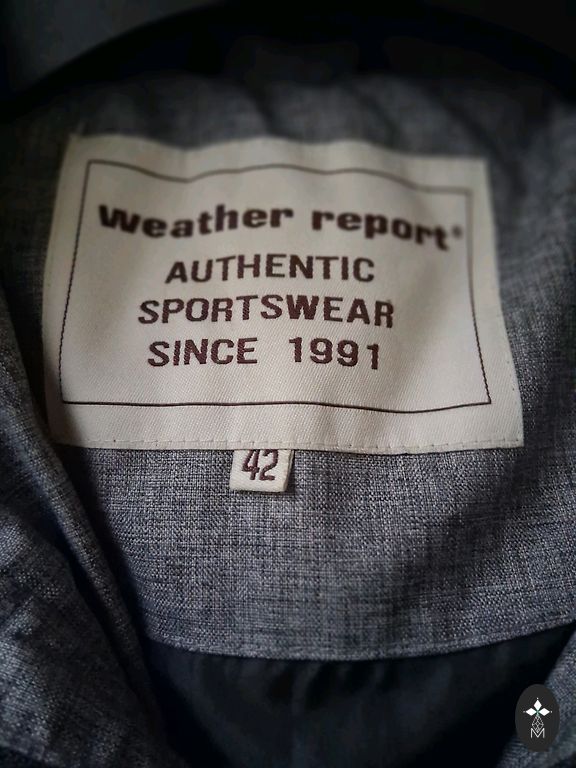 Weather report®
AUTHENTIC
SPORTSWEAR
SINCE 1991
42
M